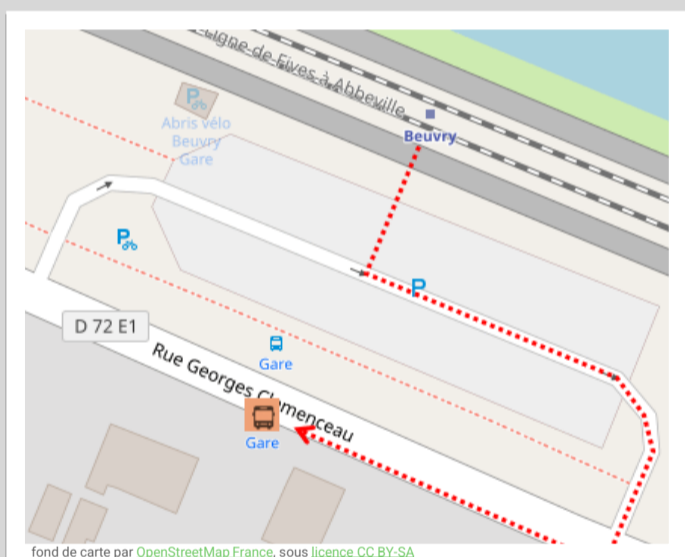 Ligne de Fives à Abbeville
P
Abris vélo
Beuvry
Gare
Beuvry
P
P
D 72 E1
Gare
Rue Georges Clemenceau
Gare
fond de carte par OpenStreetMap France, sous licence CC BY-SA